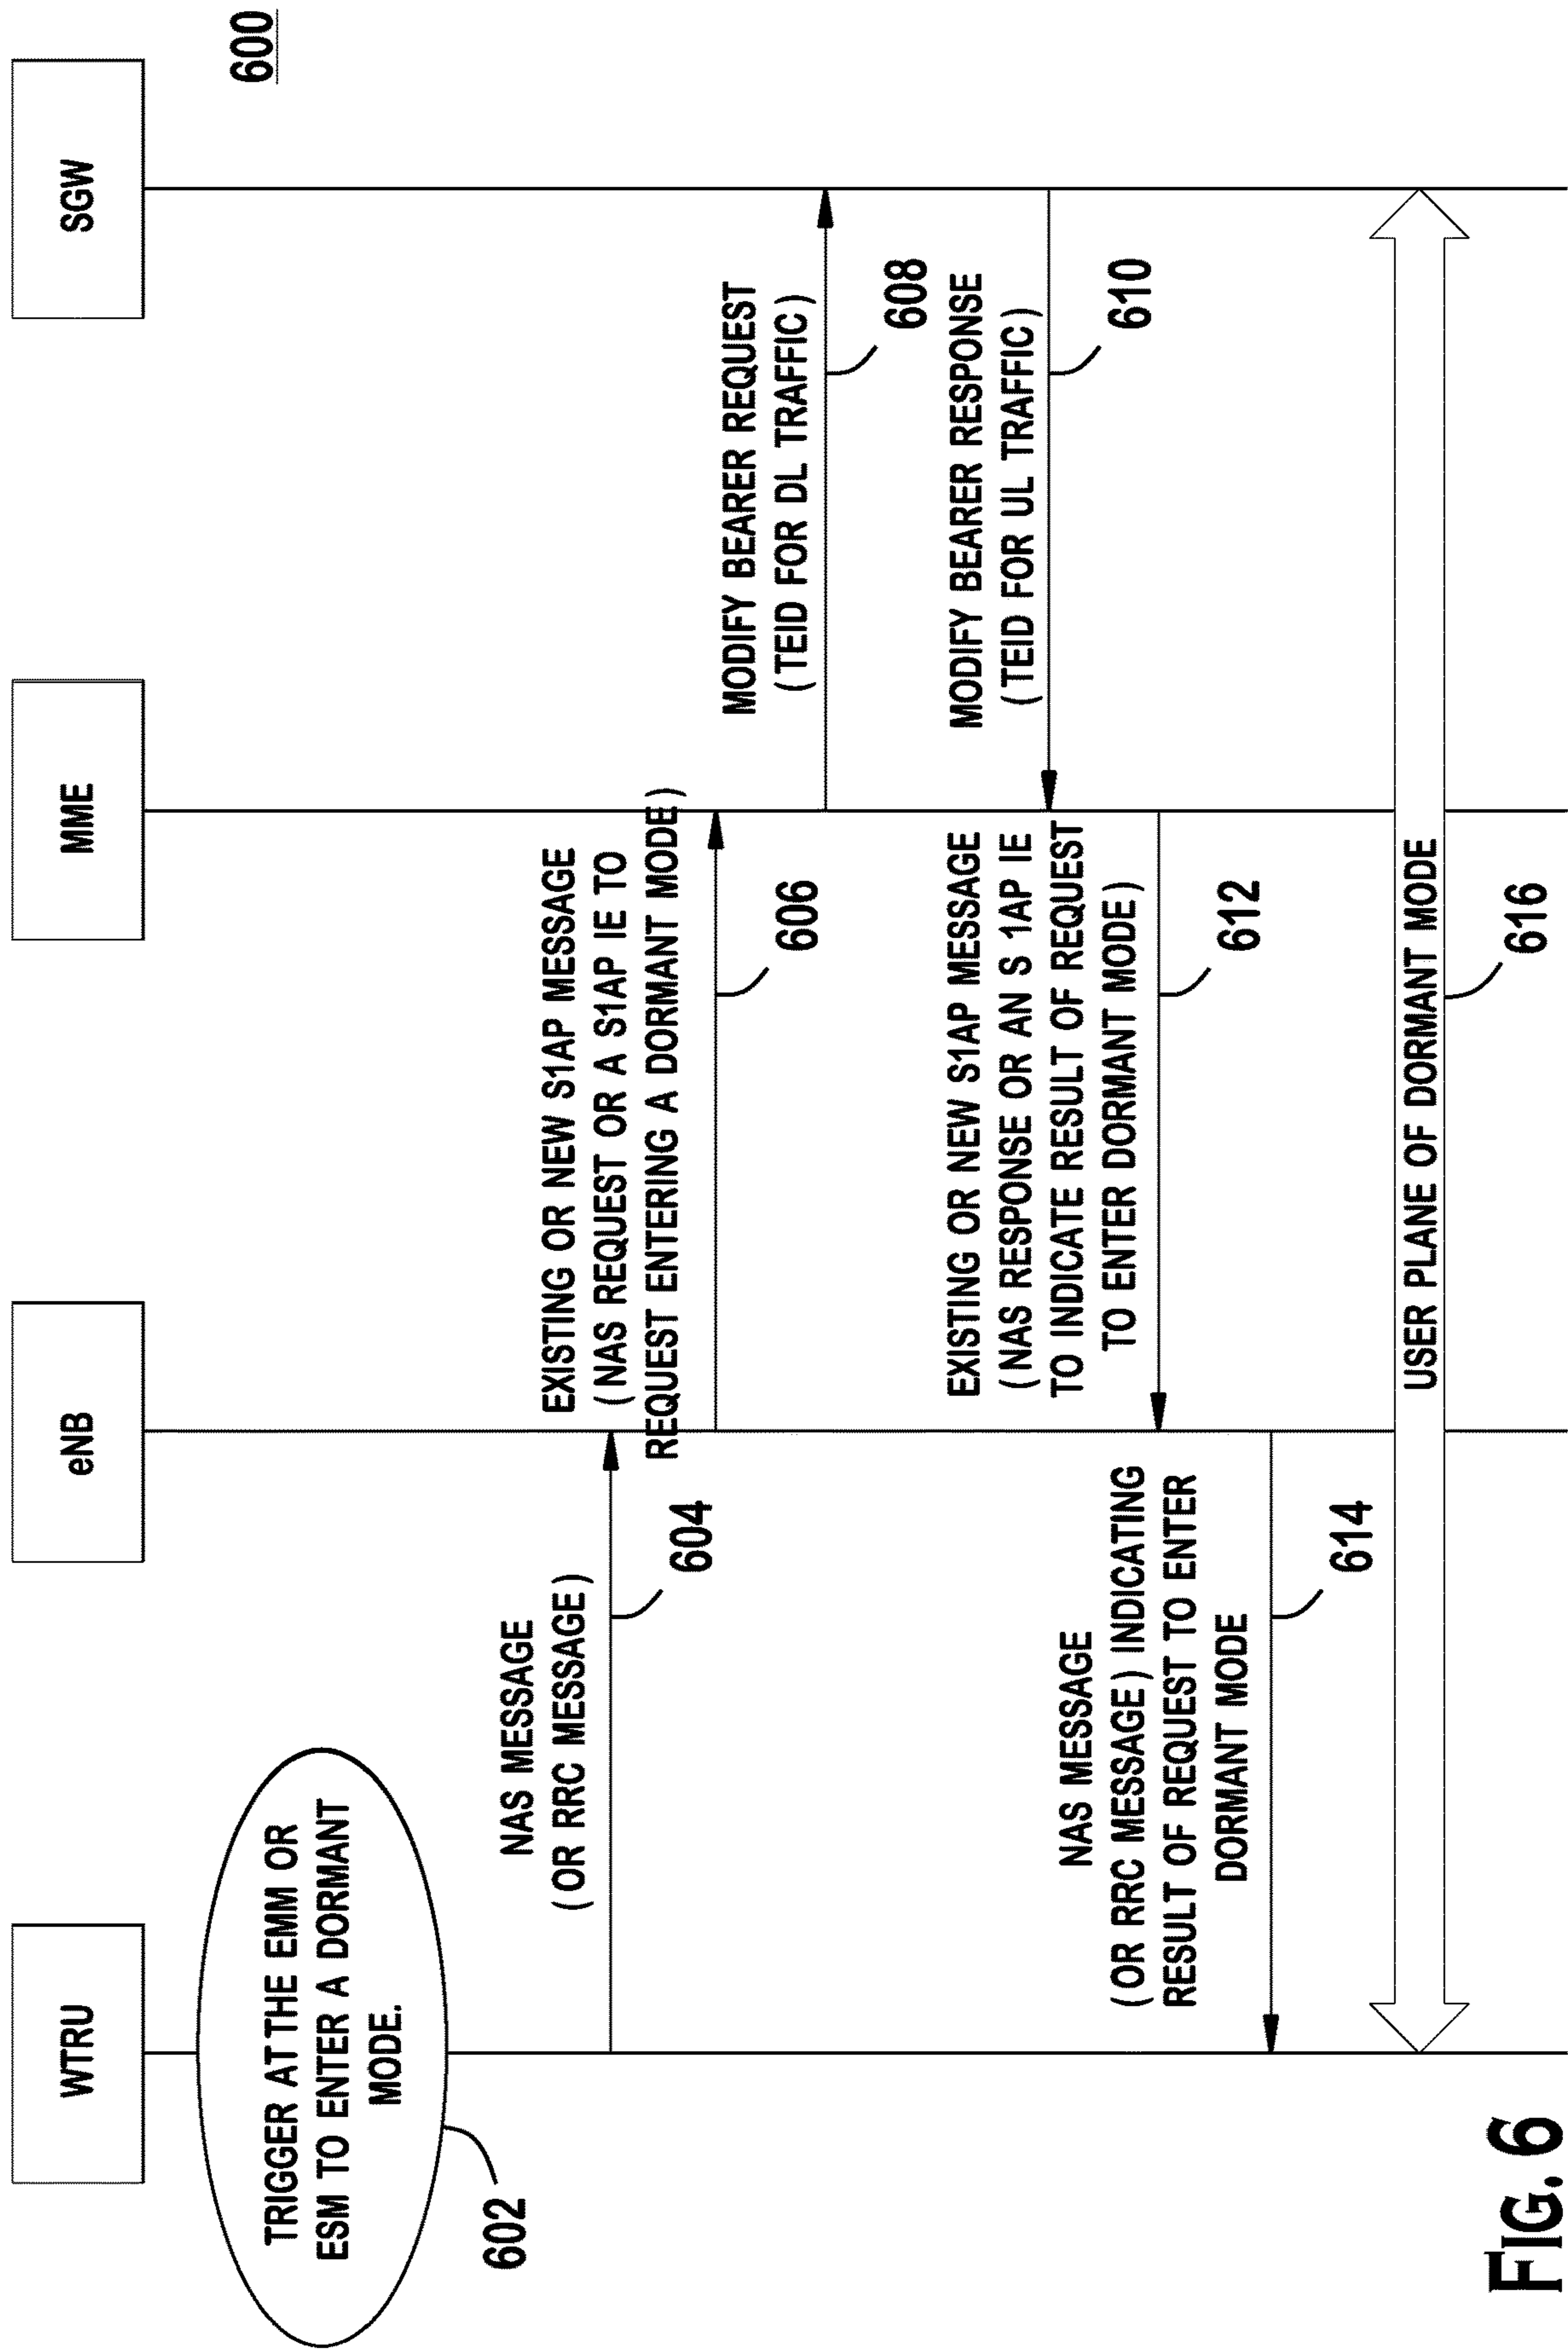 600
WTRU
eNB
MME
SGW
TRIGGER AT THE EMM OR
ESM TO ENTER A DORMANT
MODE.
602
NAS MESSAGE
(OR RRC MESSAGE)
604
EXISTING OR NEW S1AP MESSAGE
(NAS REQUEST OR A S1AP IE TO
REQUEST ENTERING A DORMANT MODE)
606
MODIFY BEARER REQUEST
(TEID FOR DL TRAFFIC)
608
MODIFY BEARER RESPONSE
(TEID FOR UL TRAFFIC)
610
EXISTING OR NEW S1AP MESSAGE
(NAS RESPONSE OR AN S 1AP IE
TO INDICATE RESULT OF REQUEST
TO ENTER DORMANT MODE)
612
NAS MESSAGE
(OR RRC MESSAGE) INDICATING
RESULT OF REQUEST TO ENTER
DORMANT MODE
614
USER PLANE OF DORMANT MODE
616
FIG. 6